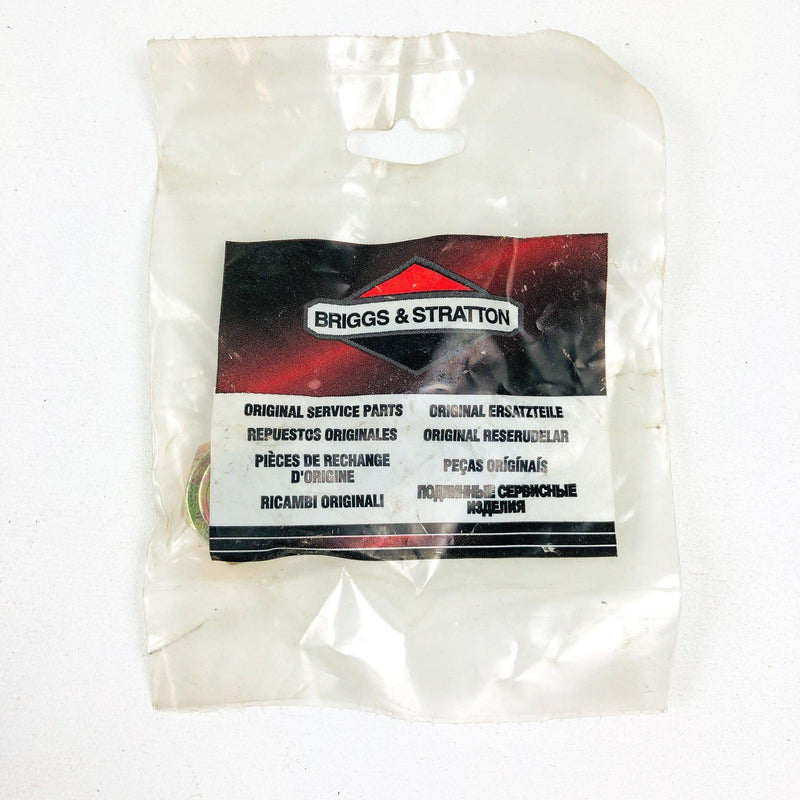 BRIGGS & STRATTON
ORIGINAL SERVICE PARTS
REPUESTOS ORIGINALES
PIÈCES DE RECHANGE
D'ORIGINE
RICAMBI ORIGINALI
ORIGINAL ERSATZTEILE
ORIGINAL RESERUDELAR
PEÇAS ORÍGÍNAÍS
ПОДЛИННЫЕ СЕРВИСНЫЕ
ИЗДЕЛИЯ